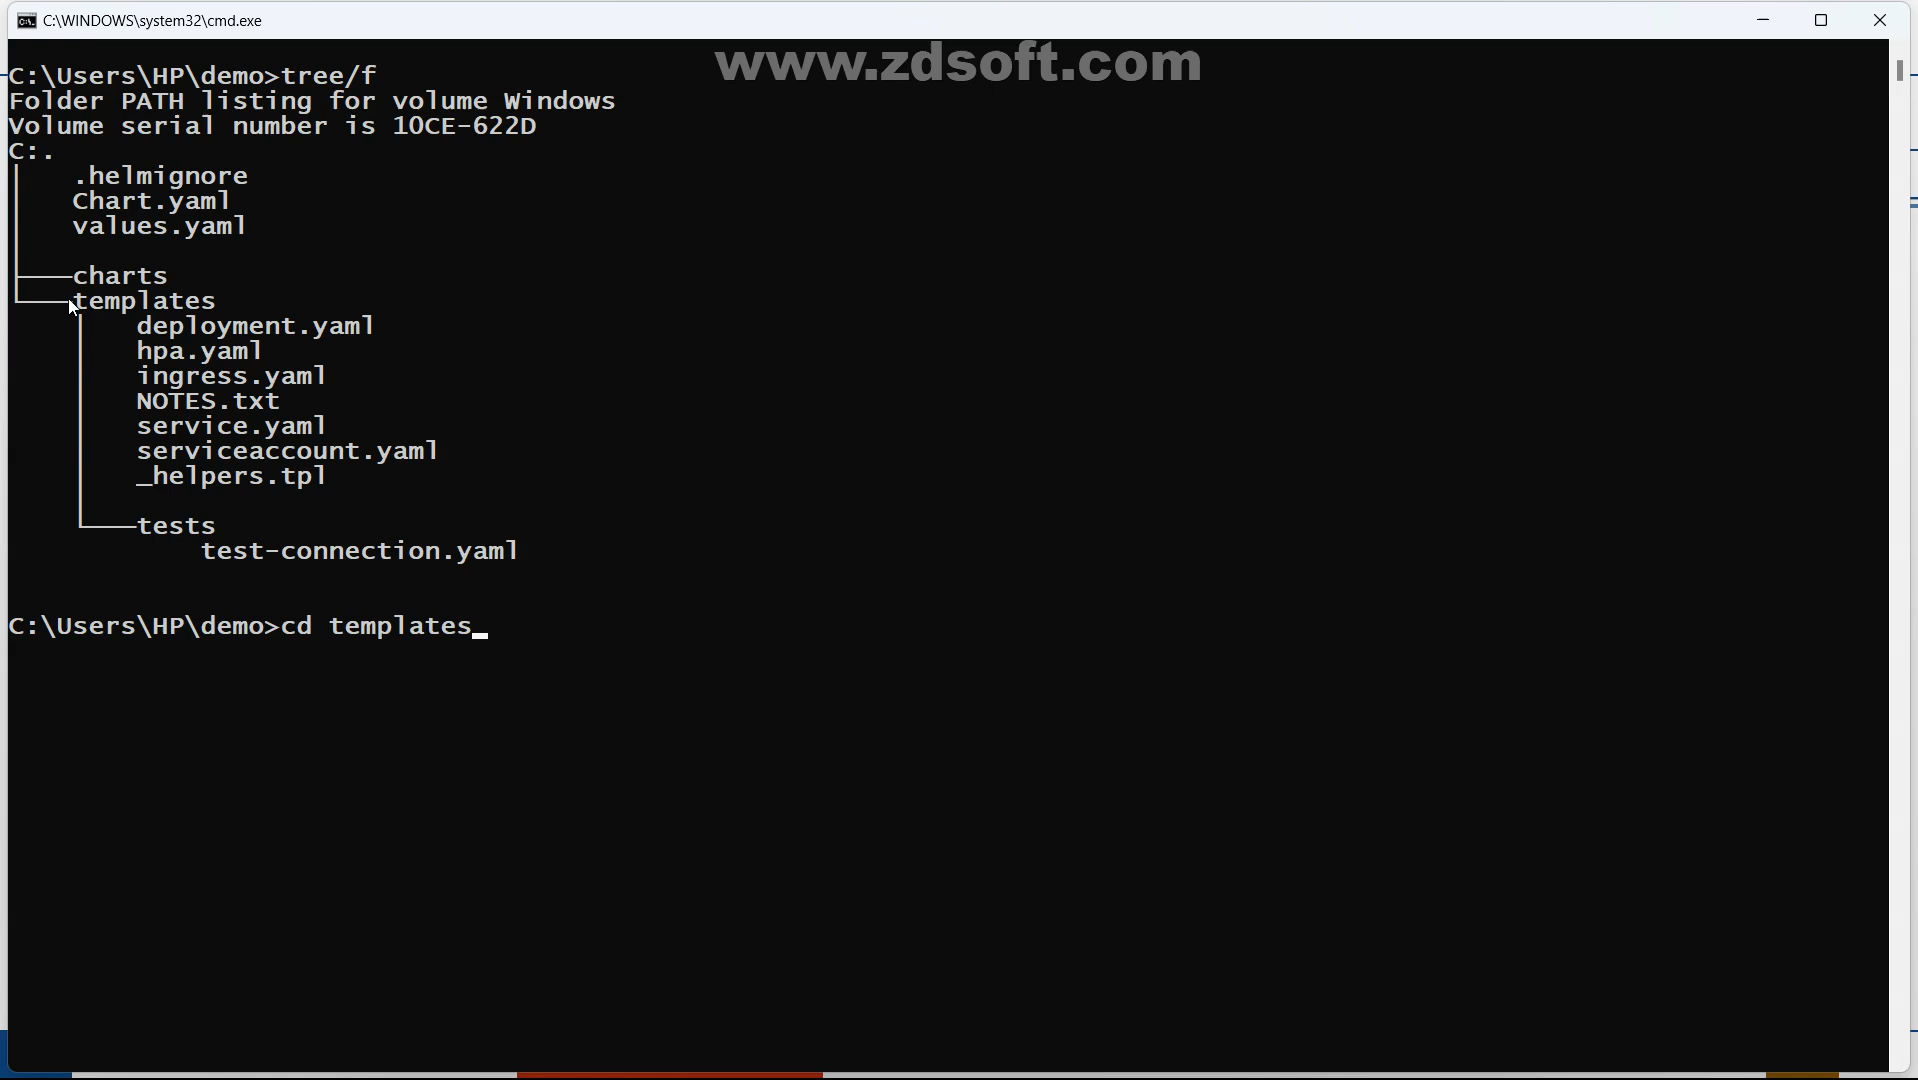 C:\WINDOWS\system32\cmd.exe
www.zdsoft.com
C:\Users\HP\demo>tree/f
Folder PATH listing for volume Windows
Volume serial number is 10CE-622D
C:.
│   .helmignore
│   Chart.yaml
│   values.yaml
│
├───charts
└───templates
    │   deployment.yaml
    │   hpa.yaml
    │   ingress.yaml
    │   NOTES.txt
    │   service.yaml
    │   serviceaccount.yaml
    │   _helpers.tpl
    │
    └───tests
            test-connection.yaml
C:\Users\HP\demo>cd templates_